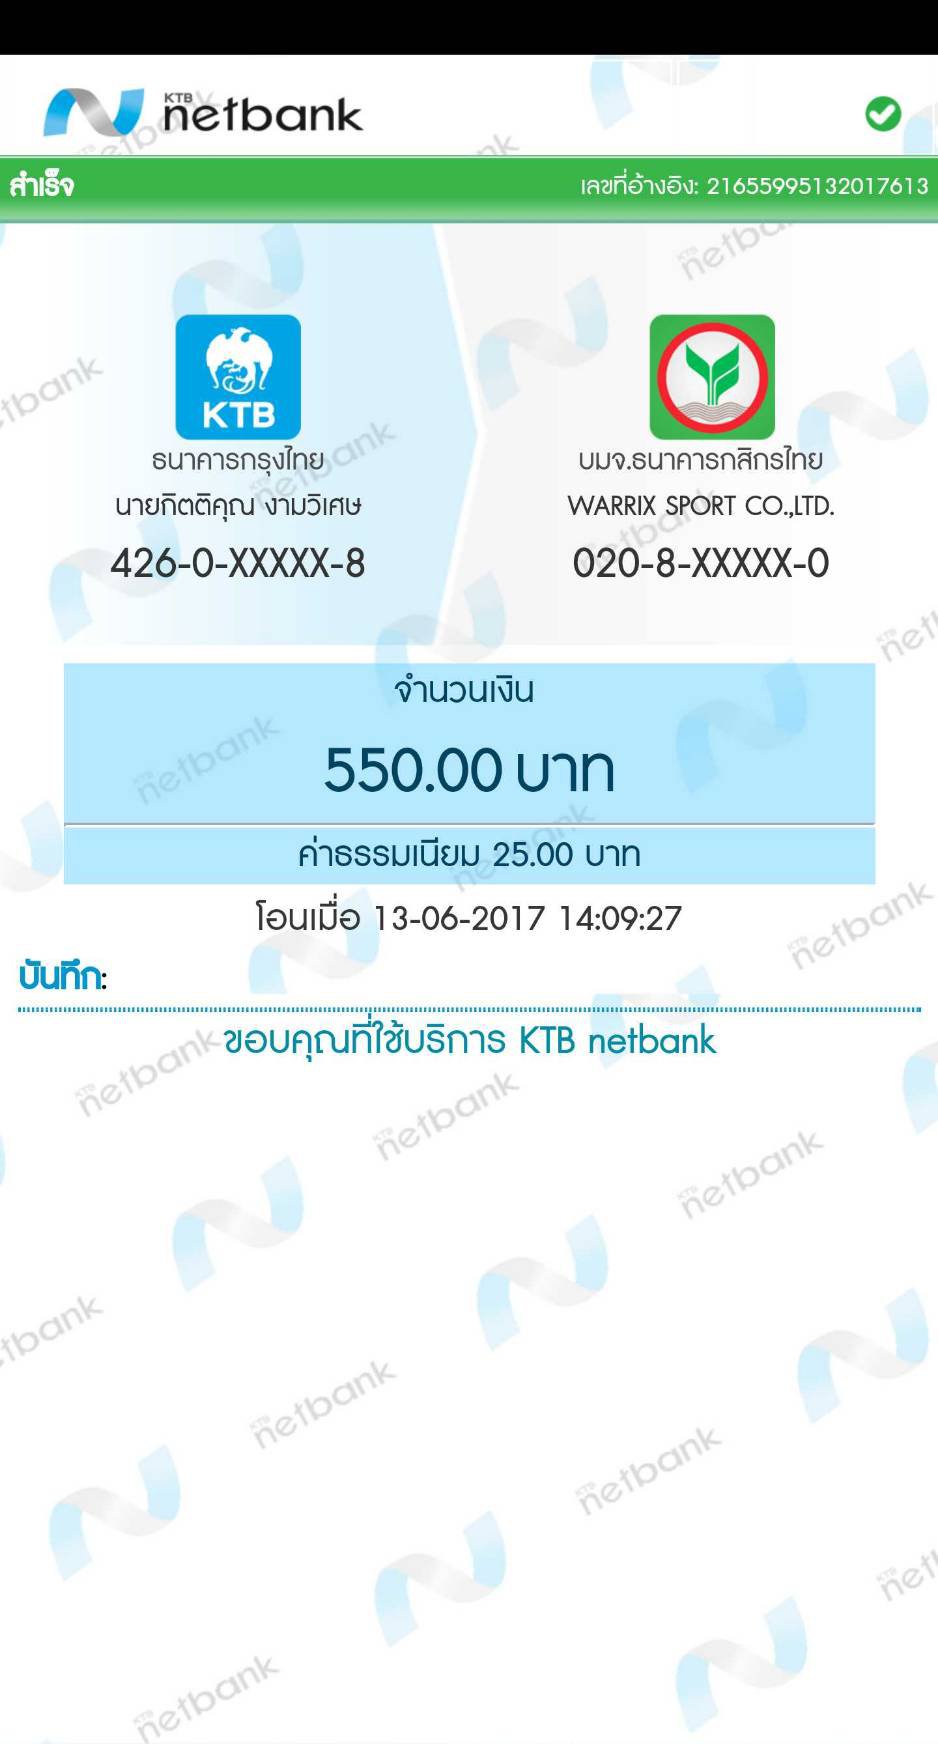 KTB netbank
สำเร็จ เลขที่อ้างอิง: 21655995132017613
KTB
ธนาคารกรุงไทย
นายกิตติคุณ งามวิเศษ
426-0-XXXXX-8
บมจ.ธนาคารกสิกรไทย
WARRIX SPORT CO.,LTD.
020-8-XXXXX-0
จำนวนเงิน
550.00 บาท
ค่าธรรมเนียม 25.00 บาท
โอนเมื่อ 13-06-2017 14:09:27
บันทึก:
ขอบคุณที่ใช้บริการ KTB netbank